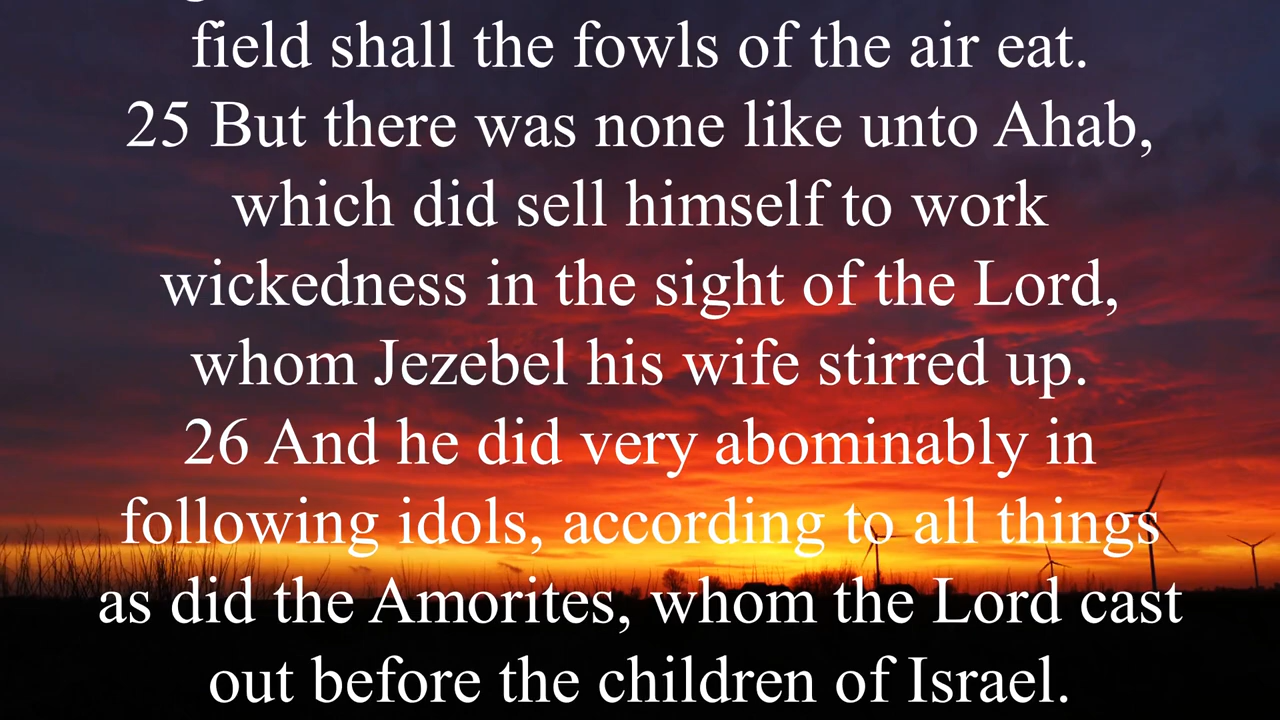 field shall the fowls of the air eat.
25 But there was none like unto Ahab,
which did sell himself to work
wickedness in the sight of the Lord,
whom Jezebel his wife stirred up.
26 And he did very abominably in
following idols, according to all things
as did the Amorites, whom the Lord cast
out before the children of Israel.